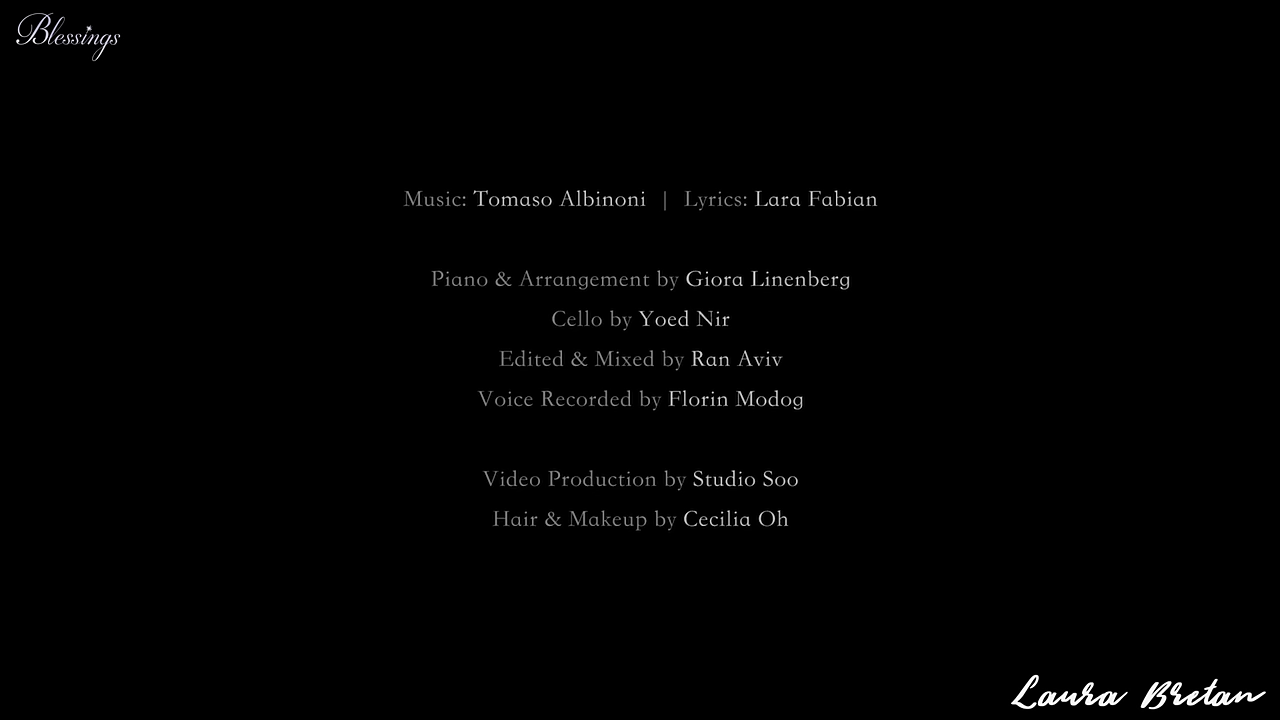 Blessings
Music: Tomaso Albinoni | Lyrics: Lara Fabian
Piano & Arrangement by Giora Linenberg
Cello by Yoed Nir
Edited & Mixed by Ran Aviv
Voice Recorded by Florin Modog
Video Production by Studio Soo
Hair & Makeup by Cecilia Oh
Laura Bretan